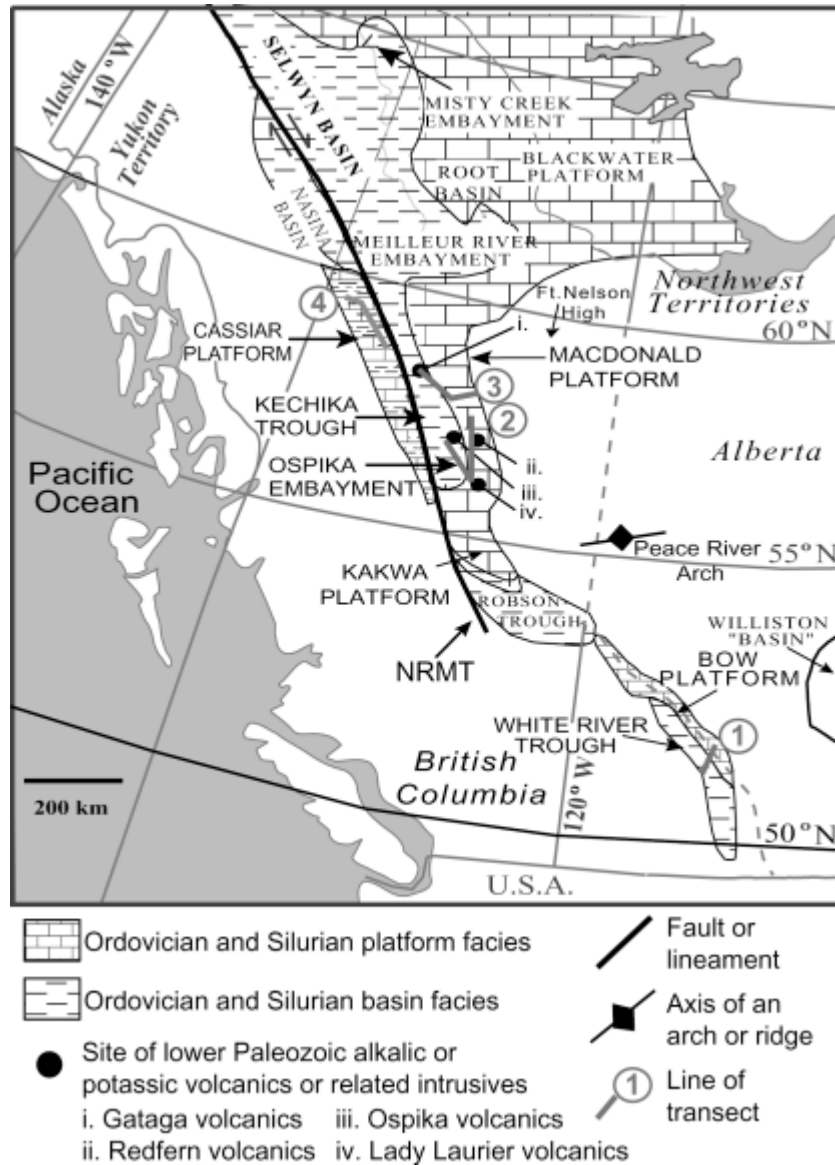 Alaska
140°W
Yukon
Territory
SELWYN BASIN
MISTY CREEK
EMBAYMENT
ROOT
BASIN
BLACKWATER
PLATFORM
NASINA
BASIN
MEILLEUR RIVER
EMBAYMENT
Northwest
Territories
60°N
4
CASSIAR
PLATFORM
Ft.Nelson
High
i.
MACDONALD
PLATFORM
3
KECHIKA
TROUGH
2
OSPIKA
EMBAYMENT
ii.
iii.
iv.
Alberta
Pacific
Ocean
Peace River
Arch
55°N
KAKWA
PLATFORM
ROBSON
TROUGH
NRMT
WILLISTON
"BASIN"
BOW
PLATFORM
WHITE RIVER
TROUGH
1
British
Columbia
120°W
200 km
50°N
U.S.A.
Ordovician and Silurian platform facies
Ordovician and Silurian basin facies
Site of lower Paleozoic alkalic or
potassic volcanics or related intrusives
i. Gataga volcanics iii. Ospika volcanics
ii. Redfern volcanics iv. Lady Laurier volcanics
Fault or
lineament
Axis of an
arch or ridge
1
Line of
transect